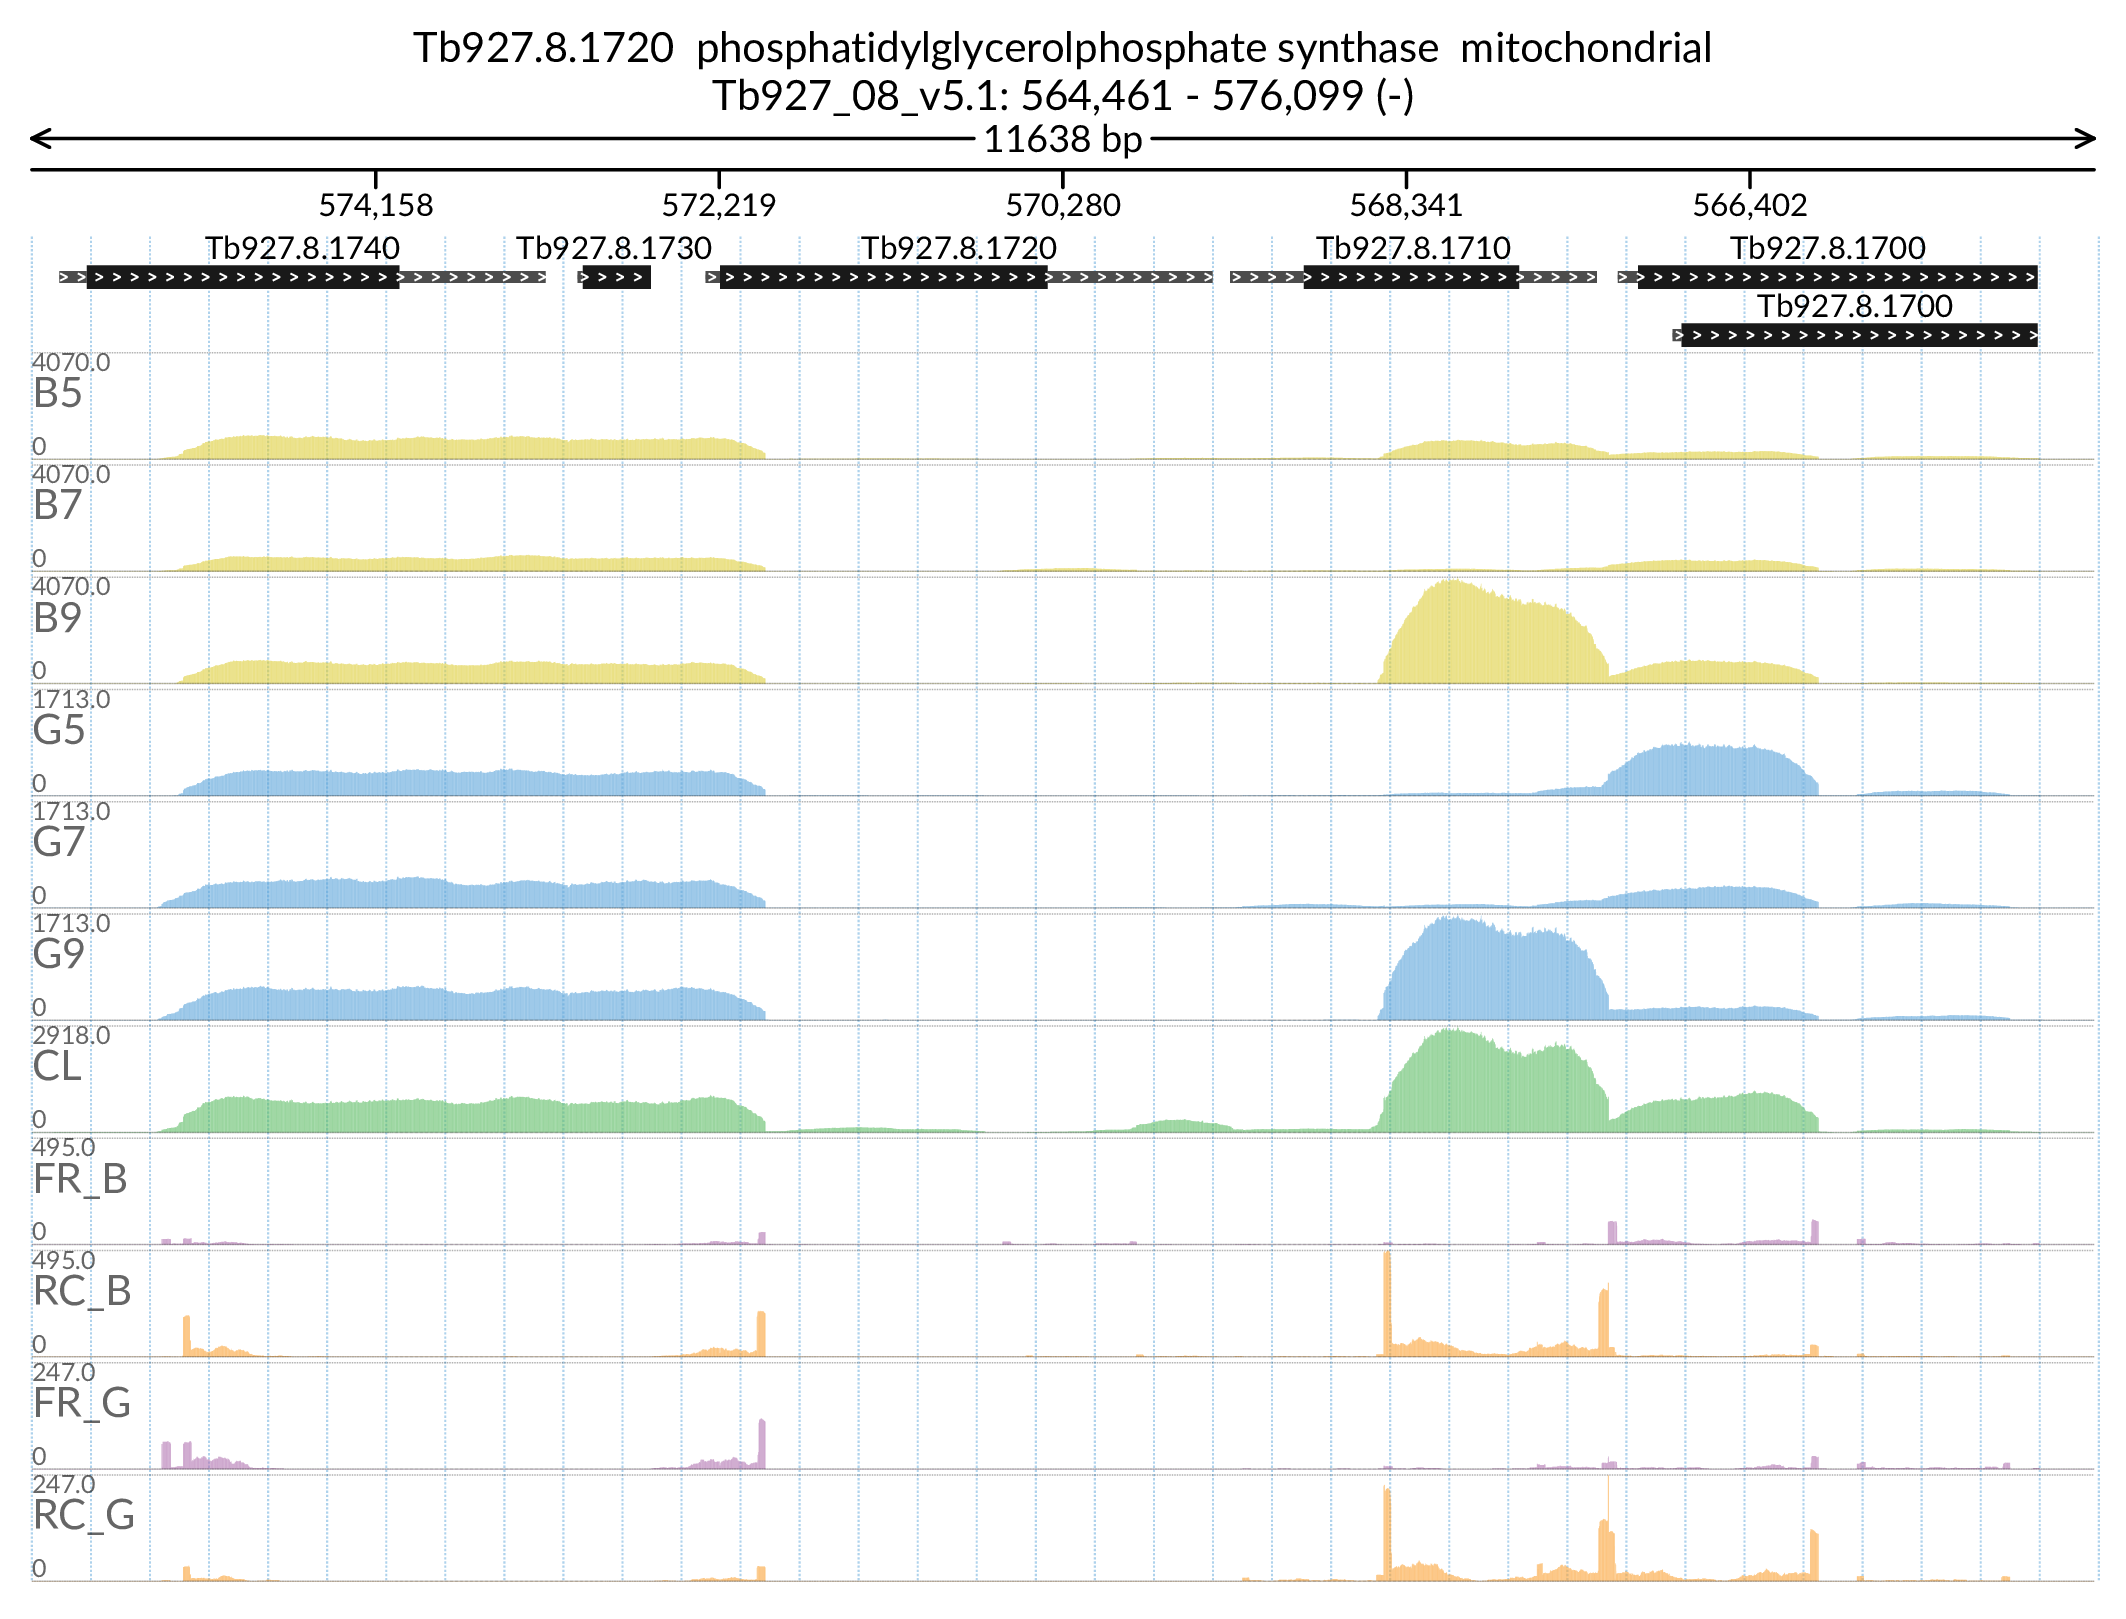 Tb927.8.1720  phosphatidylglycerolphosphate synthase  mitochondrial
Tb927_08_v5.1: 564,461 - 576,099 (-)
11638 bp
574,158 572,219 570,280 568,341 566,402
Tb927.8.1740 Tb927.8.1730 Tb927.8.1720 Tb927.8.1710 Tb927.8.1700
Tb927.8.1700
4070.0
B5
0
4070.0
B7
0
4070.0
B9
0
1713.0
G5
0
1713.0
G7
0
1713.0
G9
0
2918.0
CL
0
495.0
FR_B
0
495.0
RC_B
0
247.0
FR_G
0
247.0
RC_G
0